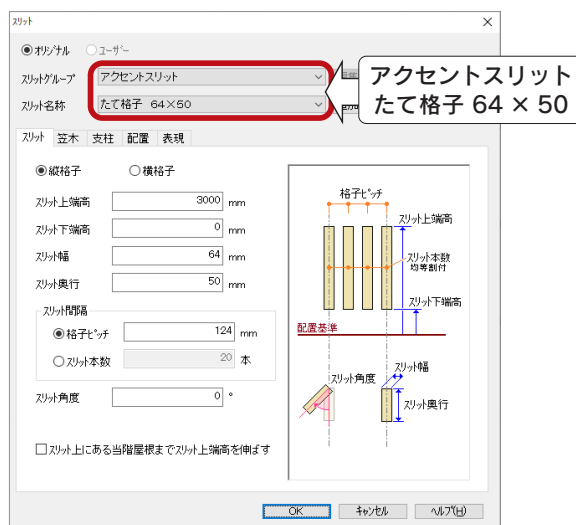 スリット
オリジナル ユーザー
スリットグループ アクセントスリット
スリット名称 たて格子 64×50
アクセントスリット
たて格子 64 × 50
スリット 笠木 支柱 配置 表現
縦格子 横格子
スリット上端高 3000 mm
スリット下端高 0 mm
スリット幅 64 mm
スリット奥行 50 mm
スリット間隔
格子ピッチ 124 mm
スリット本数 20 本
スリット角度 0 °
スリット上にある当階屋根までスリット上端高を伸ばす
格子ピッチ
スリット上端高
スリット本数
均等割付
スリット下端高
配置基準
スリット幅
スリット角度
スリット奥行
OK キャンセル ヘルプ(H)